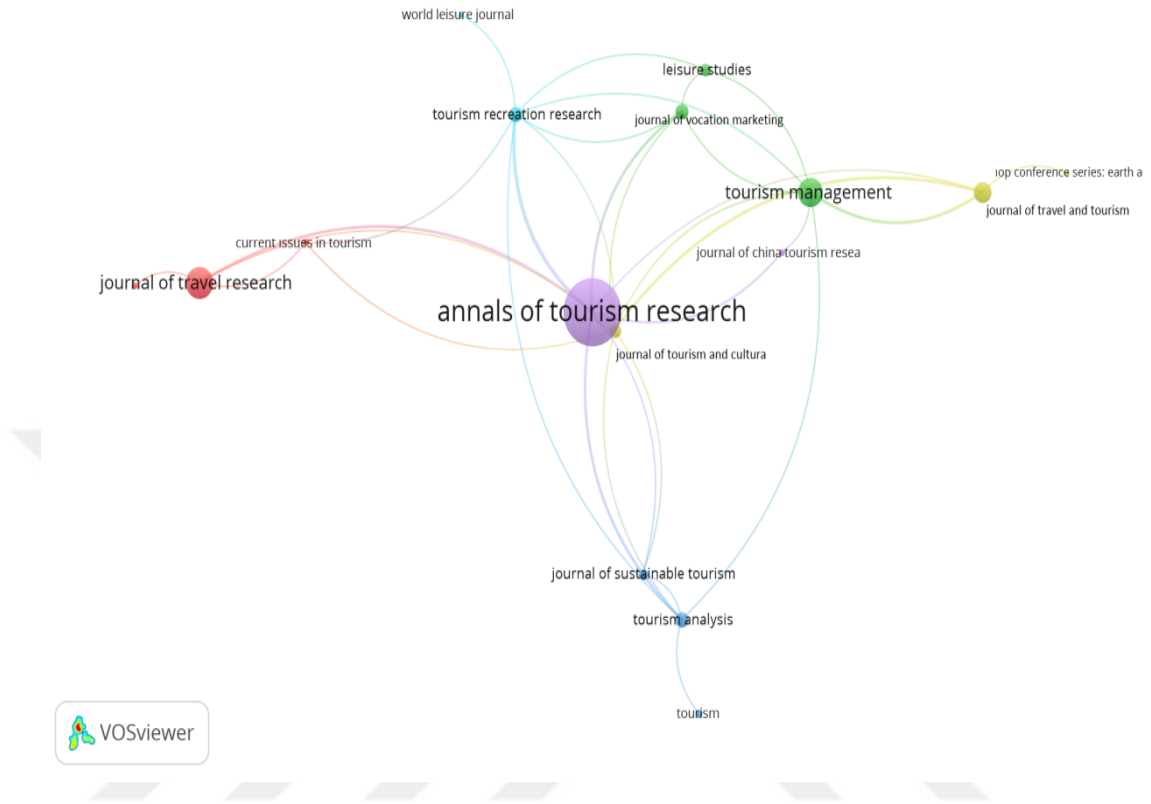 world leisure journal
leisure studies
tourism recreation research
journal of vocation marketing
iop conference series: earth a
tourism management
journal of travel and tourism
current issues in tourism
journal of china tourism resea
journal of travel research
annals of tourism research
journal of tourism and cultura
journal of sustainable tourism
tourism analysis
tourism
VOSviewer